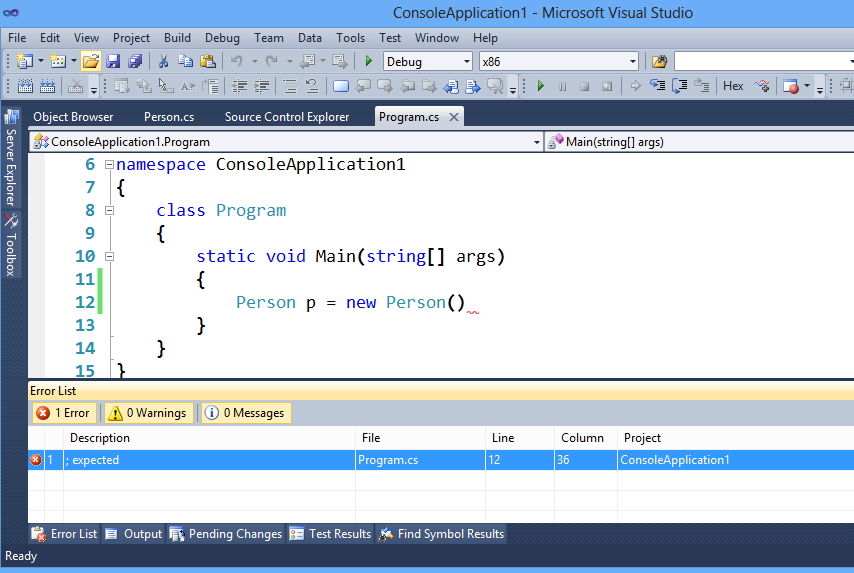 ConsoleApplication1 - Microsoft Visual Studio
File Edit View Project Build Debug Team Data Tools Test Window Help
Debug x86
Hex
Object Browser Person.cs Source Control Explorer Program.cs
ConsoleApplication1.Program Main(string[] args)
Server Explorer
Toolbox
6 namespace ConsoleApplication1
7 {
8 class Program
9 {
10 static void Main(string[] args)
11 {
12 Person p = new Person()
13 }
14 }
15 }
Error List
1 Error 0 Warnings 0 Messages
Description File Line Column Project
1 ; expected Program.cs 12 36 ConsoleApplication1
Error List Output Pending Changes Test Results Find Symbol Results
Ready